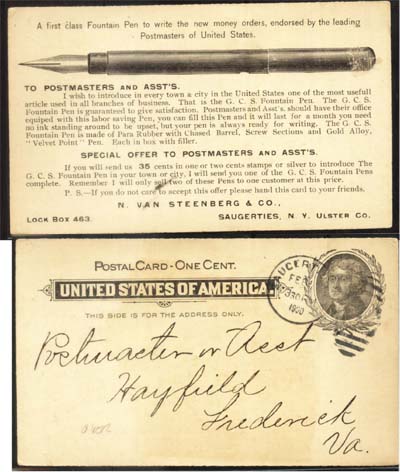 A first class Fountain Pen to write the new money orders, endorsed by the leading
Postmasters of United States.
TO POSTMASTERS AND ASST'S.
I wish to introduce in every town & city in the United States one of the most usefull
article used in all branches of business. That is the G. C. S. Fountain Pen. The G. C. S.
Fountain Pen is guaranteed to give satisfaction. Postmasters and Asst's. should have their office
equiped with this labor saving Pen, you can fill this Pen and it will last for a month you need
no ink standing around to be upset, but your pen is always ready for writing. The G. C. S.
Fountain Pen is made of Para Rubber with Chased Barrel, Screw Sections and Gold Alloy,
"Velvet Point" Pen. Each in box with filler.
SPECIAL OFFER TO POSTMASTERS AND ASST'S.
If you will send us 35 cents in one or two cents stamps or silver to introduce The
G. C. S. Fountain Pen in your town or city, I will send you one of the G. C. S. Fountain Pens
complete. Remember I will only sell two of these Pens to one customer at this price.
P. S.—If you do not care to accept this offer please hand this card to your friends.
N. VAN STEENBERG & CO.,
LOCK BOX 463. SAUGERTIES, N. Y. ULSTER CO.
POSTAL CARD - ONE CENT.
UNITED STATES OF AMERICA.
THIS SIDE IS FOR THE ADDRESS ONLY.
FEB
1900
Postmaster or Asst
Hayfield
Frederick
Va.